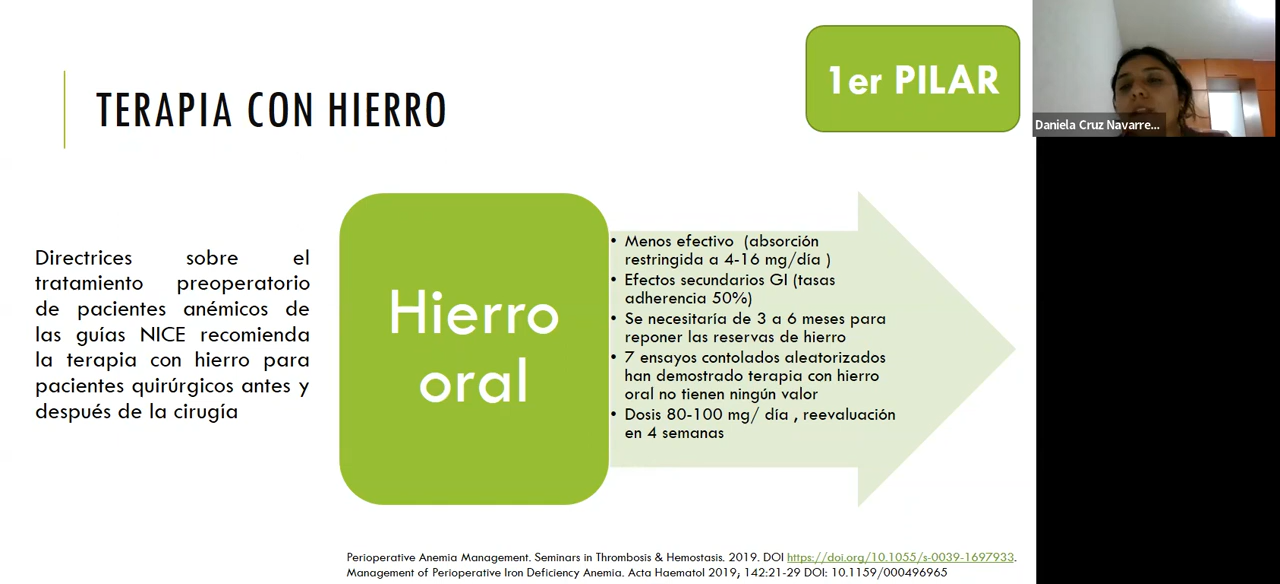 1er PILAR
TERAPIA CON HIERRO
Daniela Cruz Navarre...
Directrices sobre el
tratamiento preoperatorio
de pacientes anémicos de
las guías NICE recomienda
la terapia con hierro para
pacientes quirúrgicos antes y
después de la cirugía
Hierro
oral
• Menos efectivo (absorción
restringida a 4-16 mg/día )
• Efectos secundarios GI (tasas
adherencia 50%)
• Se necesitaría de 3 a 6 meses para
reponer las reservas de hierro
• 7 ensayos contolados aleatorizados
han demostrado terapia con hierro
oral no tienen ningún valor
• Dosis 80-100 mg/ día , reevaluación
en 4 semanas
Perioperative Anemia Management. Seminars in Thrombosis & Hemostasis. 2019. DOI https://doi.org/10.1055/s-0039-1697933.
Management of Perioperative Iron Deficiency Anemia. Acta Haematol 2019; 142:21-29 DOI: 10.1159/000496965